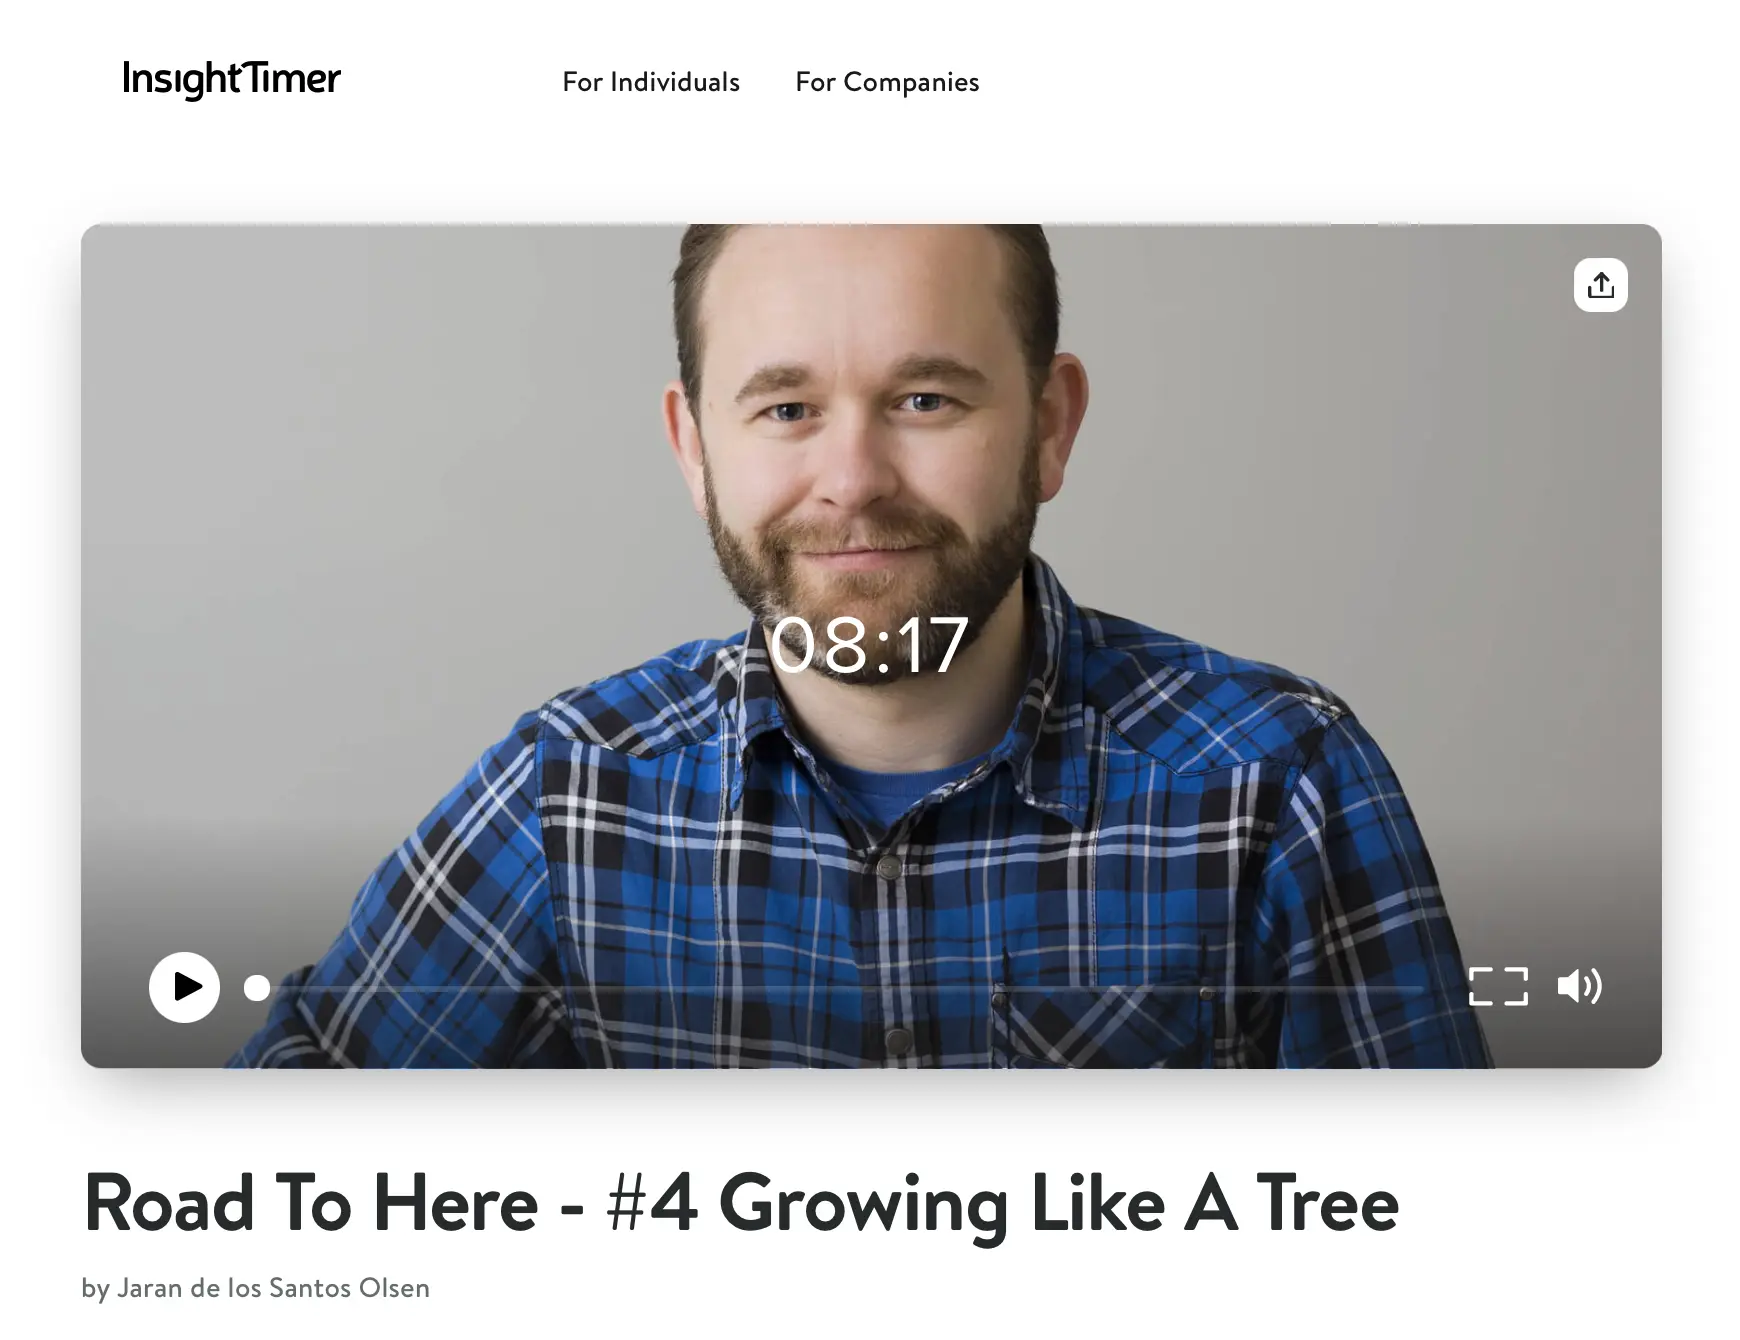 InsightTimer
For Individuals
For Companies
08:17
Road To Here - #4 Growing Like A Tree
by Jaran de los Santos Olsen